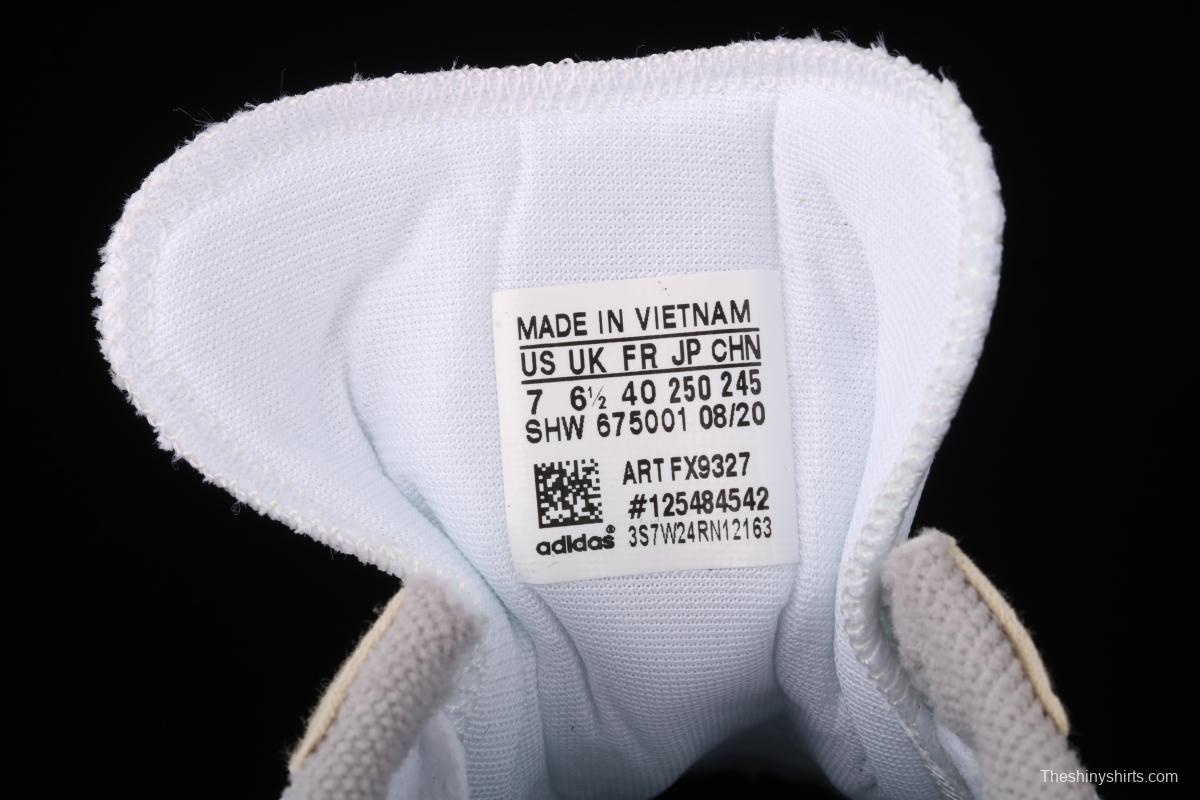 MADE IN VIETNAM
US UK FR JP CHN
7 6½ 40 250 245
SHW 675001 08/20
ART FX9327
#125484542
adidas® 3S7W24RN12163
Theshinyshirts.com